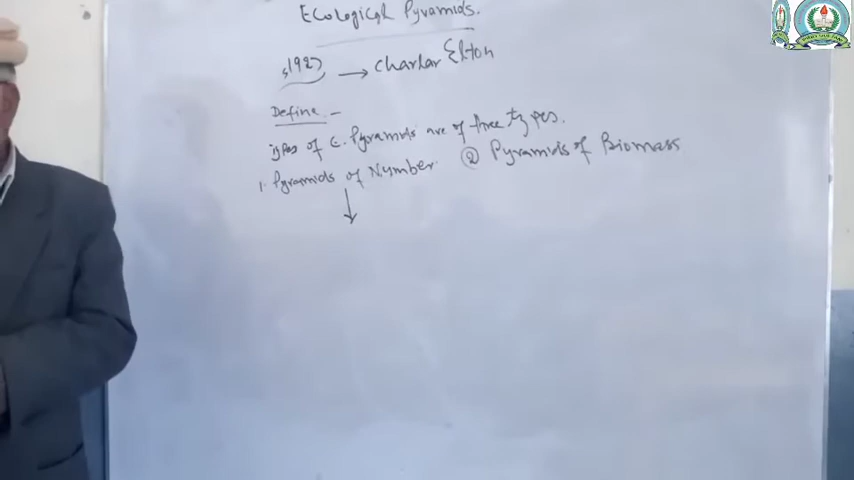 Ecological Pyramids.
1927 → Charlar Elton
Define -
Types of E. Pyramids are of three types.
1. Pyramids of Number ② Pyramids of Biomass